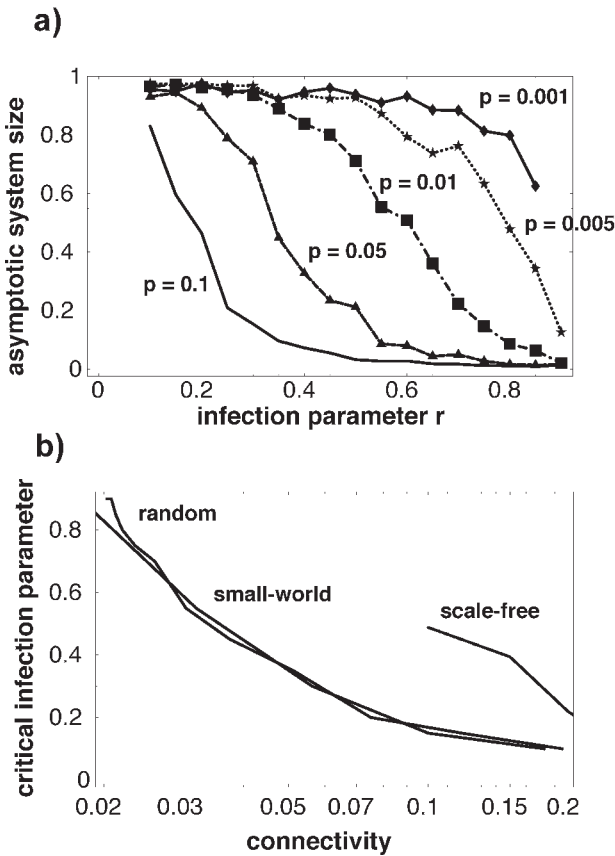 a)
1
0.8
0.6
0.4
0.2
0
asymptotic system size
p = 0.001
p = 0.01
p = 0.005
p = 0.05
p = 0.1
0 0.2 0.4 0.6 0.8
infection parameter r
b)
0.8
0.6
0.4
0.2
0
critical infection parameter
random
small-world
scale-free
0.02 0.03 0.05 0.07 0.1 0.15 0.2
connectivity